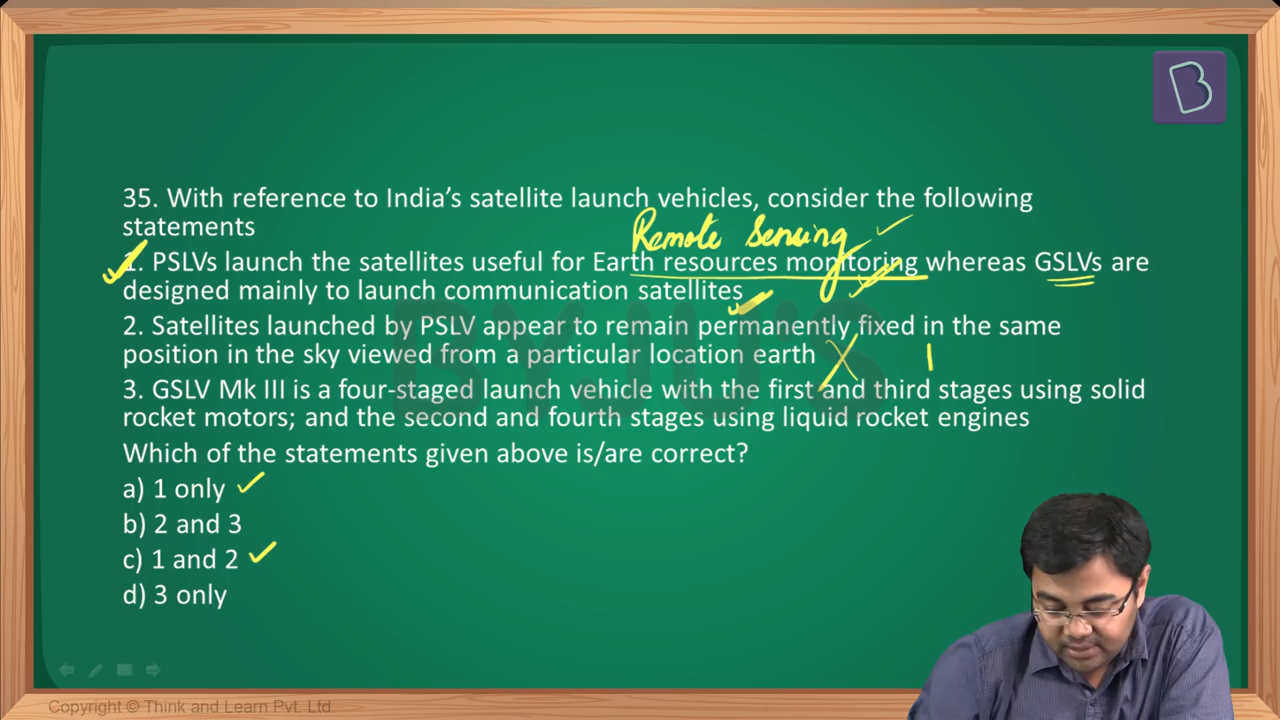 35. With reference to India's satellite launch vehicles, consider the following
statements
Remote Sensing
1. PSLVs launch the satellites useful for Earth resources monitoring whereas GSLVs are
designed mainly to launch communication satellites
2. Satellites launched by PSLV appear to remain permanently fixed in the same
position in the sky viewed from a particular location earth
3. GSLV Mk III is a four-staged launch vehicle with the first and third stages using solid
rocket motors; and the second and fourth stages using liquid rocket engines
Which of the statements given above is/are correct?
a) 1 only
b) 2 and 3
c) 1 and 2
d) 3 only
B
BYJU'S
Copyright © Think and Learn Pvt. Ltd.